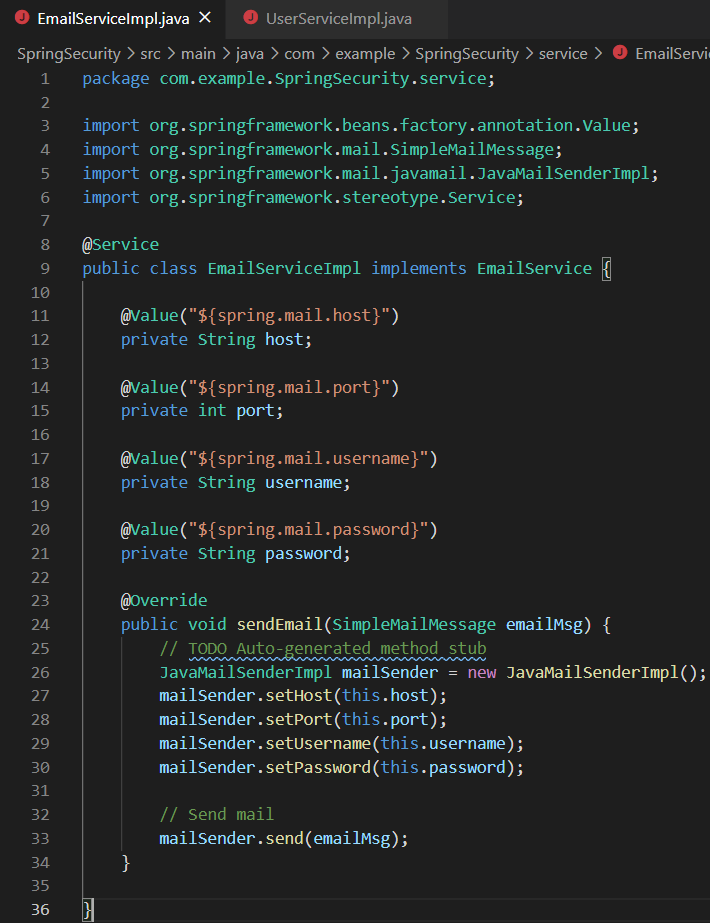 EmailServiceImpl.java
UserServiceImpl.java
SpringSecurity > src > main > java > com > example > SpringSecurity > service > EmailServi
1 package com.example.SpringSecurity.service;
2
3 import org.springframework.beans.factory.annotation.Value;
4 import org.springframework.mail.SimpleMailMessage;
5 import org.springframework.mail.javamail.JavaMailSenderImpl;
6 import org.springframework.stereotype.Service;
7
8 @Service
9 public class EmailServiceImpl implements EmailService {
10
11     @Value("${spring.mail.host}")
12     private String host;
13
14     @Value("${spring.mail.port}")
15     private int port;
16
17     @Value("${spring.mail.username}")
18     private String username;
19
20     @Value("${spring.mail.password}")
21     private String password;
22
23     @Override
24     public void sendEmail(SimpleMailMessage emailMsg) {
25         // TODO Auto-generated method stub
26         JavaMailSenderImpl mailSender = new JavaMailSenderImpl();
27         mailSender.setHost(this.host);
28         mailSender.setPort(this.port);
29         mailSender.setUsername(this.username);
30         mailSender.setPassword(this.password);
31
32         // Send mail
33         mailSender.send(emailMsg);
34     }
35
36 }